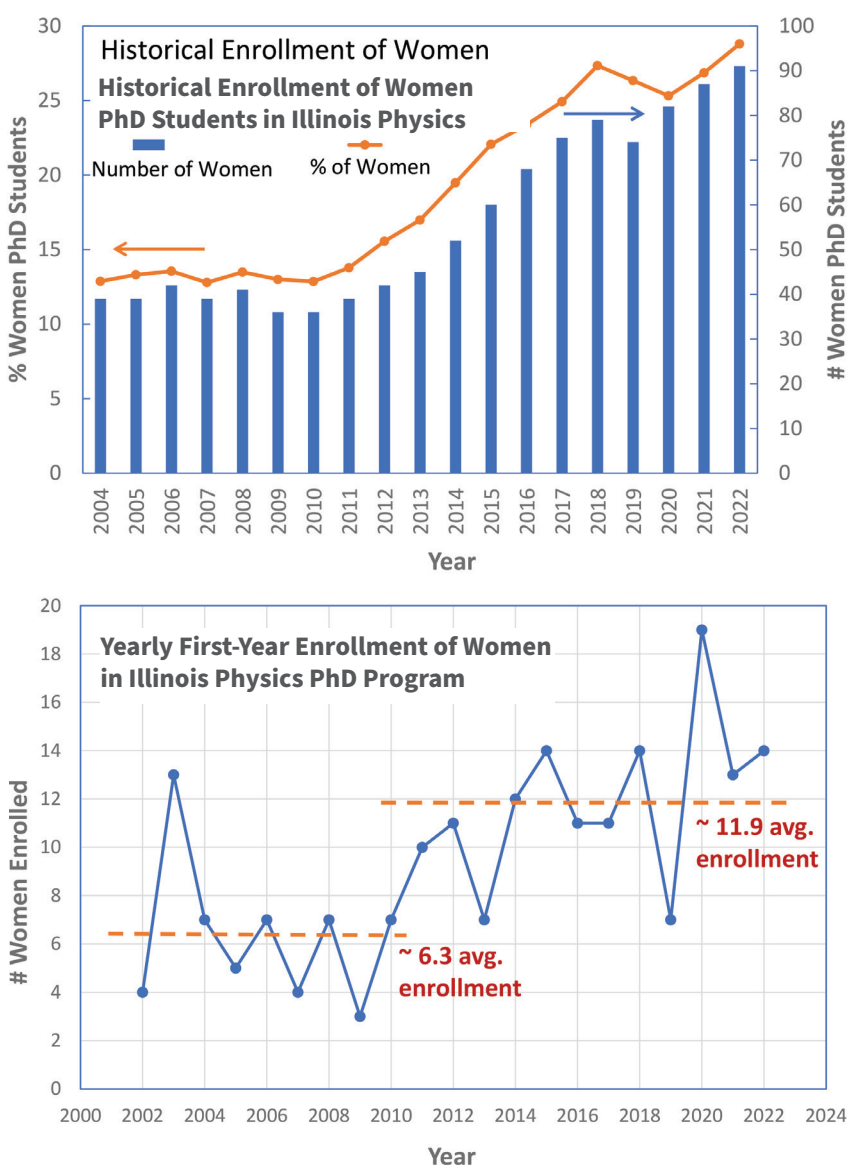 Historical Enrollment of Women
Historical Enrollment of Women
PhD Students in Illinois Physics
Number of Women
% of Women
% Women PhD Students
30
25
20
15
10
5
0
# Women PhD Students
100
90
80
70
60
50
40
30
20
10
0
2004 2005 2006 2007 2008 2009 2010 2011 2012 2013 2014 2015 2016 2017 2018 2019 2020 2021 2022
Year
Yearly First-Year Enrollment of Women
in Illinois Physics PhD Program
# Women Enrolled
20
18
16
14
12
10
8
6
4
2
0
~ 11.9 avg.
enrollment
~ 6.3 avg.
enrollment
2000 2002 2004 2006 2008 2010 2012 2014 2016 2018 2020 2022 2024
Year